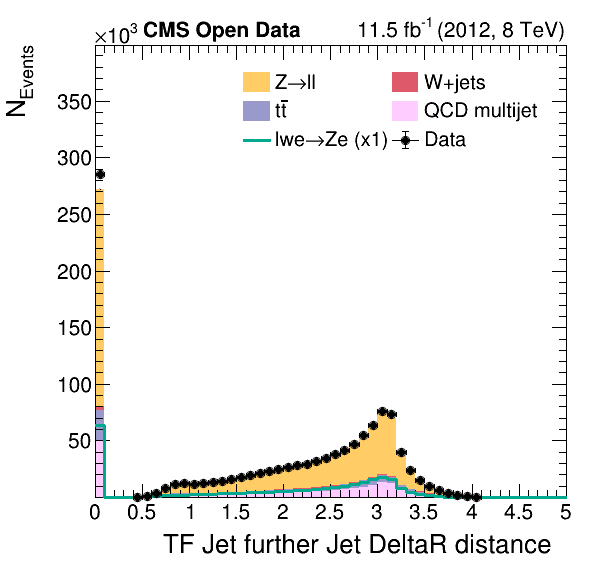 ×10³ CMS Open Data 11.5 fb⁻¹ (2012, 8 TeV)
N_Events
Z→ll W+jets
tt̄ QCD multijet
lwe→Ze (x1) Data
350
300
250
200
150
100
50
0 0.5 1 1.5 2 2.5 3 3.5 4 4.5 5
TF Jet further Jet DeltaR distance